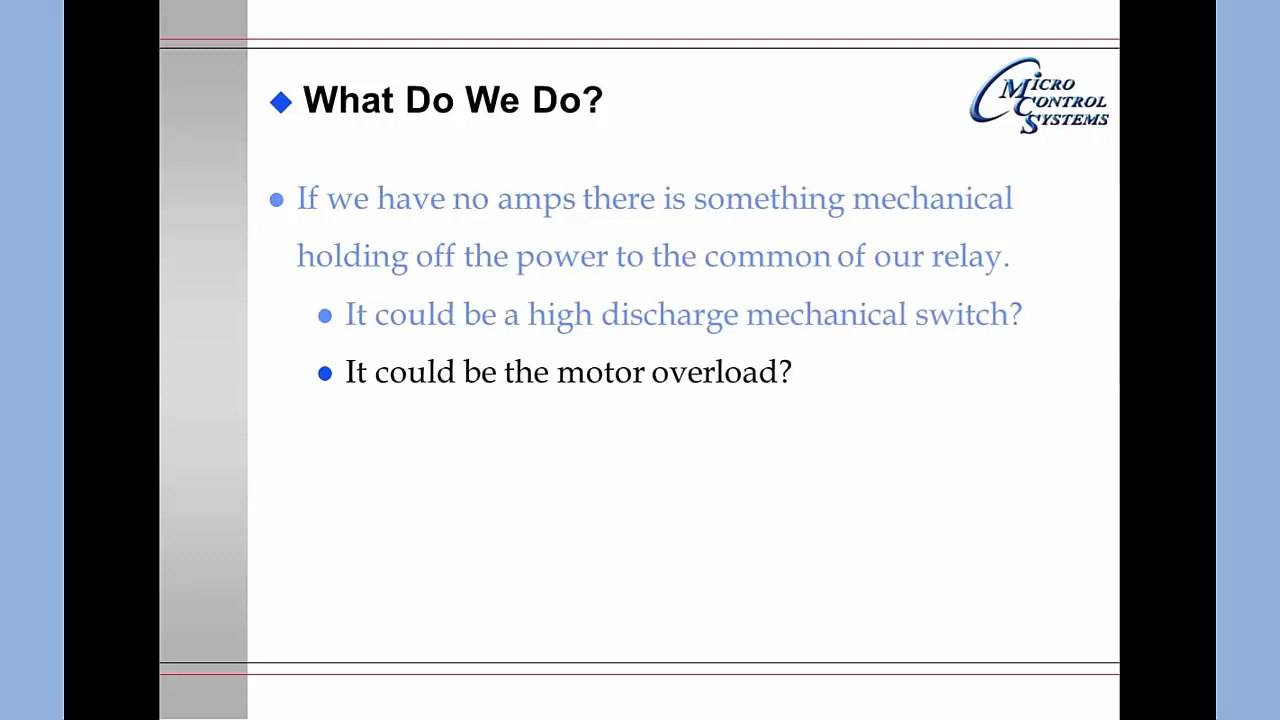 What Do We Do?
MICRO
CONTROL
SYSTEMS
If we have no amps there is something mechanical
holding off the power to the common of our relay.
It could be a high discharge mechanical switch?
It could be the motor overload?